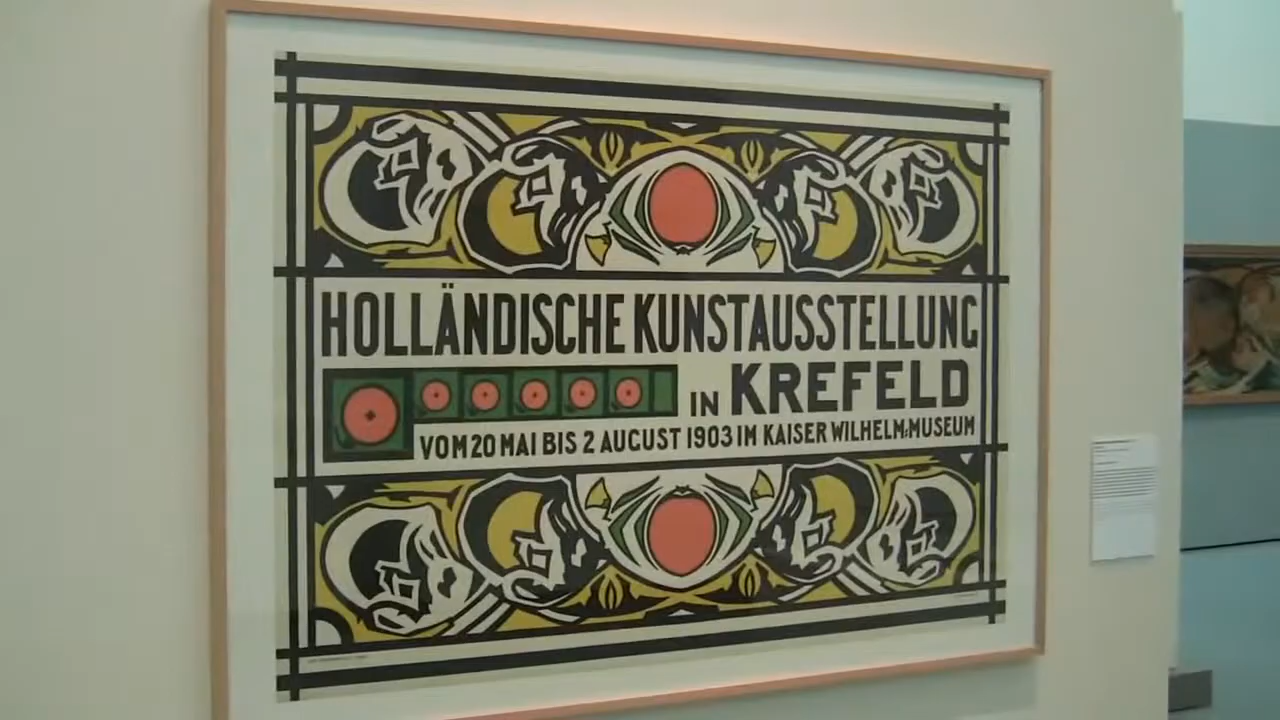 HOLLÄNDISCHE KUNSTAUSSTELLUNG
IN KREFELD
VOM 20 MAI BIS 2 AUGUST 1903 IM KAISER WILHELM-MUSEUM